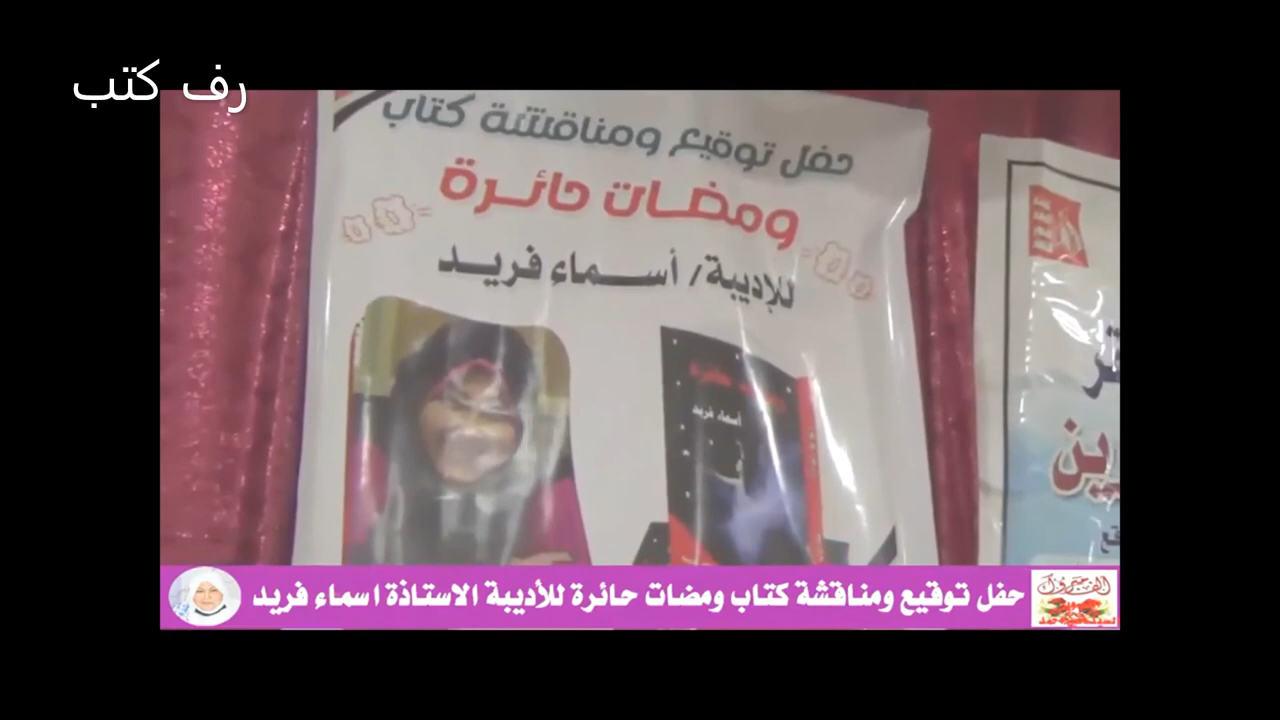 رف كتب
حفل توقيع ومناقشة كتاب
ومضات حائرة
للإديبة/ أسماء فريد
أسماء فريد
حفل توقيع ومناقشة كتاب ومضات حائرة للأديبة الاستاذة اسماء فريد